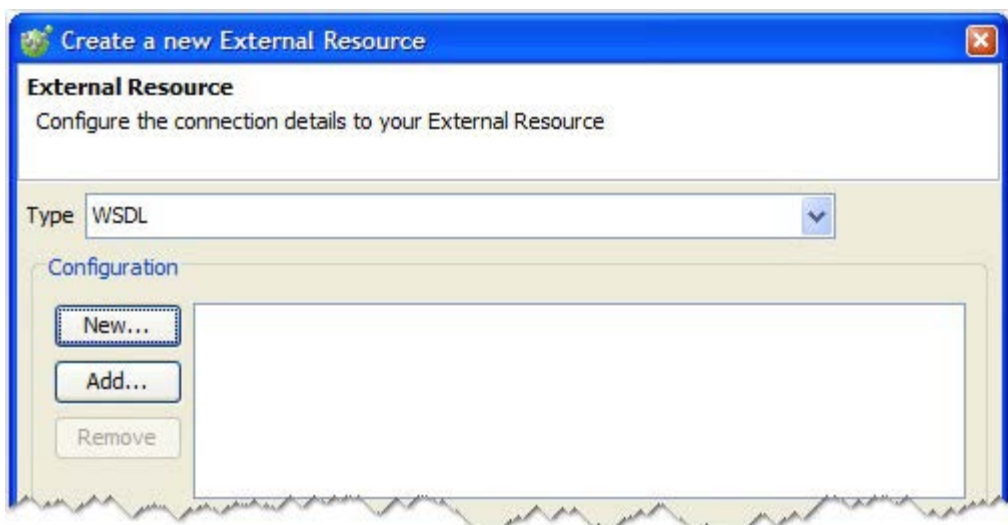 Create a new External Resource
External Resource
Configure the connection details to your External Resource
Type WSDL
Configuration
New...
Add...
Remove